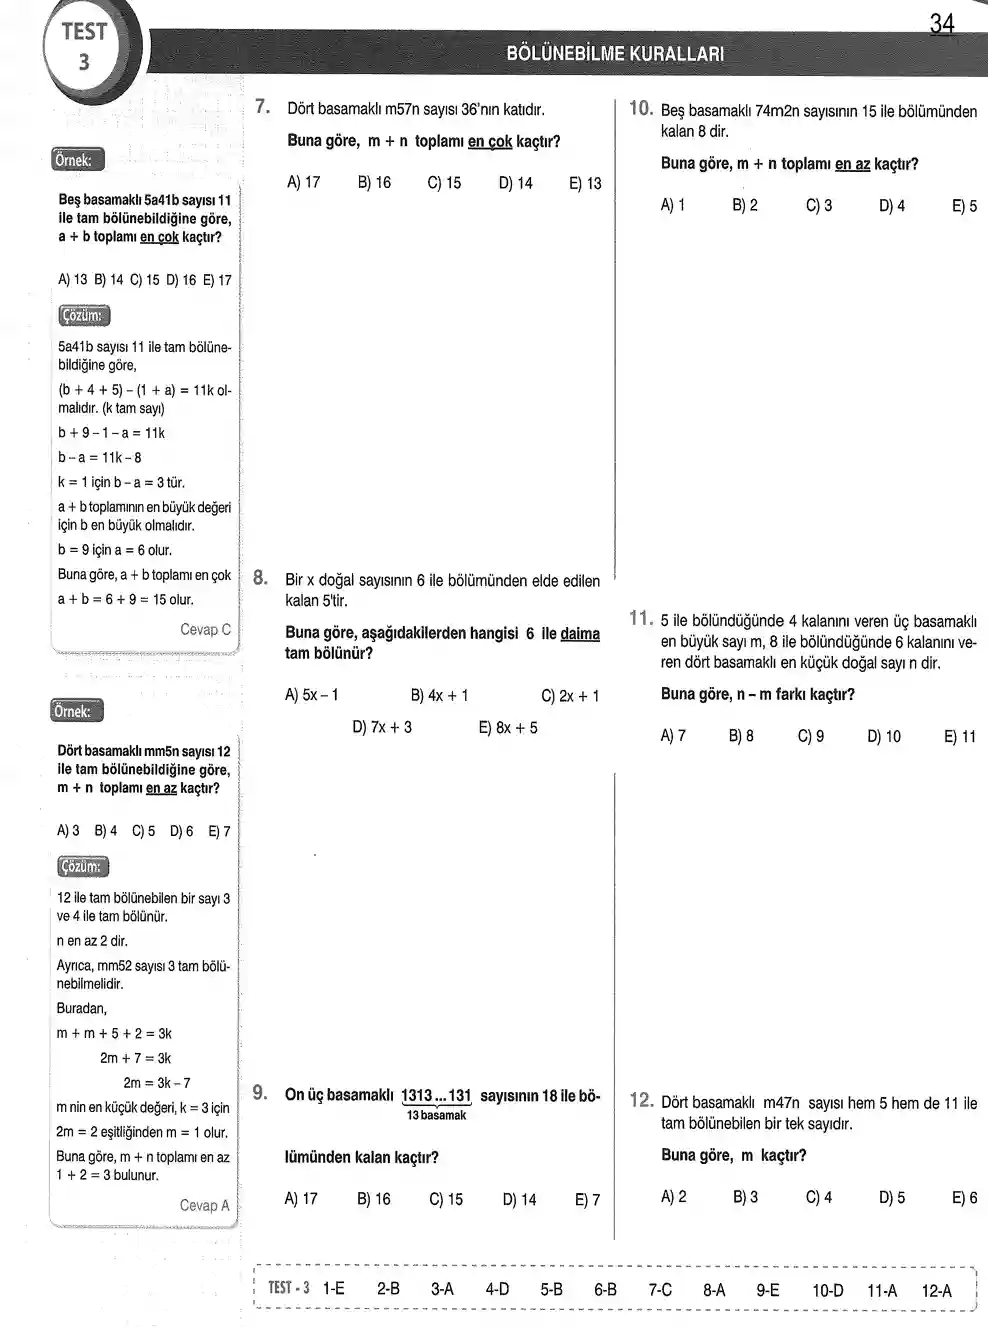 TEST
3
34
BÖLÜNEBİLME KURALLARI
Örnek:
Beş basamaklı 5a41b sayısı 11
ile tam bölünebildiğine göre,
a + b toplamı en çok kaçtır?
A) 13 B) 14 C) 15 D) 16 E) 17
Çözüm:
5a41b sayısı 11 ile tam bölüne-
bildiğine göre,
(b + 4 + 5) – (1 + a) = 11k ol-
malıdır. (k tam sayı)
b + 9 – 1 – a = 11k
b – a = 11k – 8
k = 1 için b – a = 3 tür.
a + b toplamının en büyük değeri
için b en büyük olmalıdır.
b = 9 için a = 6 olur.
Buna göre, a + b toplamı en çok
a + b = 6 + 9 = 15 olur.
Cevap C
Örnek:
Dört basamaklı mm5n sayısı 12
ile tam bölünebildiğine göre,
m + n toplamı en az kaçtır?
A) 3 B) 4 C) 5 D) 6 E) 7
Çözüm:
12 ile tam bölünebilen bir sayı 3
ve 4 ile tam bölünür.
n en az 2 dir.
Ayrıca, mm52 sayısı 3 tam bölü-
nebilmelidir.
Buradan,
m + m + 5 + 2 = 3k
2m + 7 = 3k
2m = 3k – 7
m nin en küçük değeri, k = 3 için
2m = 2 eşitliğinden m = 1 olur.
Buna göre, m + n toplamı en az
1 + 2 = 3 bulunur.
Cevap A
7. Dört basamaklı m57n sayısı 36'nın katıdır.
Buna göre, m + n toplamı en çok kaçtır?
A) 17 B) 16 C) 15 D) 14 E) 13
8. Bir x doğal sayısının 6 ile bölümünden elde edilen
kalan 5'tir.
Buna göre, aşağıdakilerden hangisi 6 ile daima
tam bölünür?
A) 5x – 1 B) 4x + 1 C) 2x + 1
D) 7x + 3 E) 8x + 5
9. On üç basamaklı 1313...131 sayısının 18 ile bö-
13 basamak
lümünden kalan kaçtır?
A) 17 B) 16 C) 15 D) 14 E) 7
10. Beş basamaklı 74m2n sayısının 15 ile bölümünden
kalan 8 dir.
Buna göre, m + n toplamı en az kaçtır?
A) 1 B) 2 C) 3 D) 4 E) 5
11. 5 ile bölündüğünde 4 kalanını veren üç basamaklı
en büyük sayı m, 8 ile bölündüğünde 6 kalanını ve-
ren dört basamaklı en küçük doğal sayı n dir.
Buna göre, n – m farkı kaçtır?
A) 7 B) 8 C) 9 D) 10 E) 11
12. Dört basamaklı m47n sayısı hem 5 hem de 11 ile
tam bölünebilen bir tek sayıdır.
Buna göre, m kaçtır?
A) 2 B) 3 C) 4 D) 5 E) 6
TEST - 3 1-E 2-B 3-A 4-D 5-B 6-B 7-C 8-A 9-E 10-D 11-A 12-A